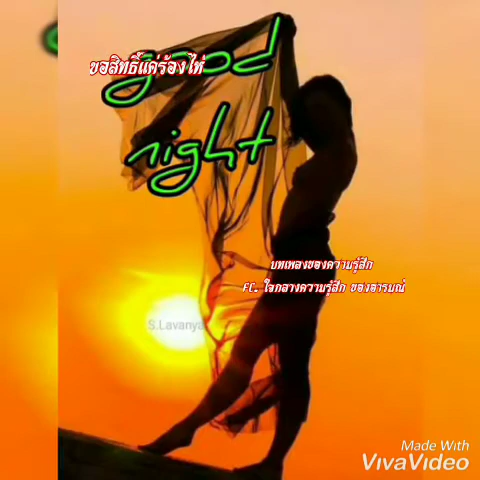 good
ขอสิทธิ์แค่ร้องไห้
night
บทเพลงของความรู้สึก
FC. ใจกลางความรู้สึก ของอารมณ์
S.Lavanya
Made With
VivaVideo